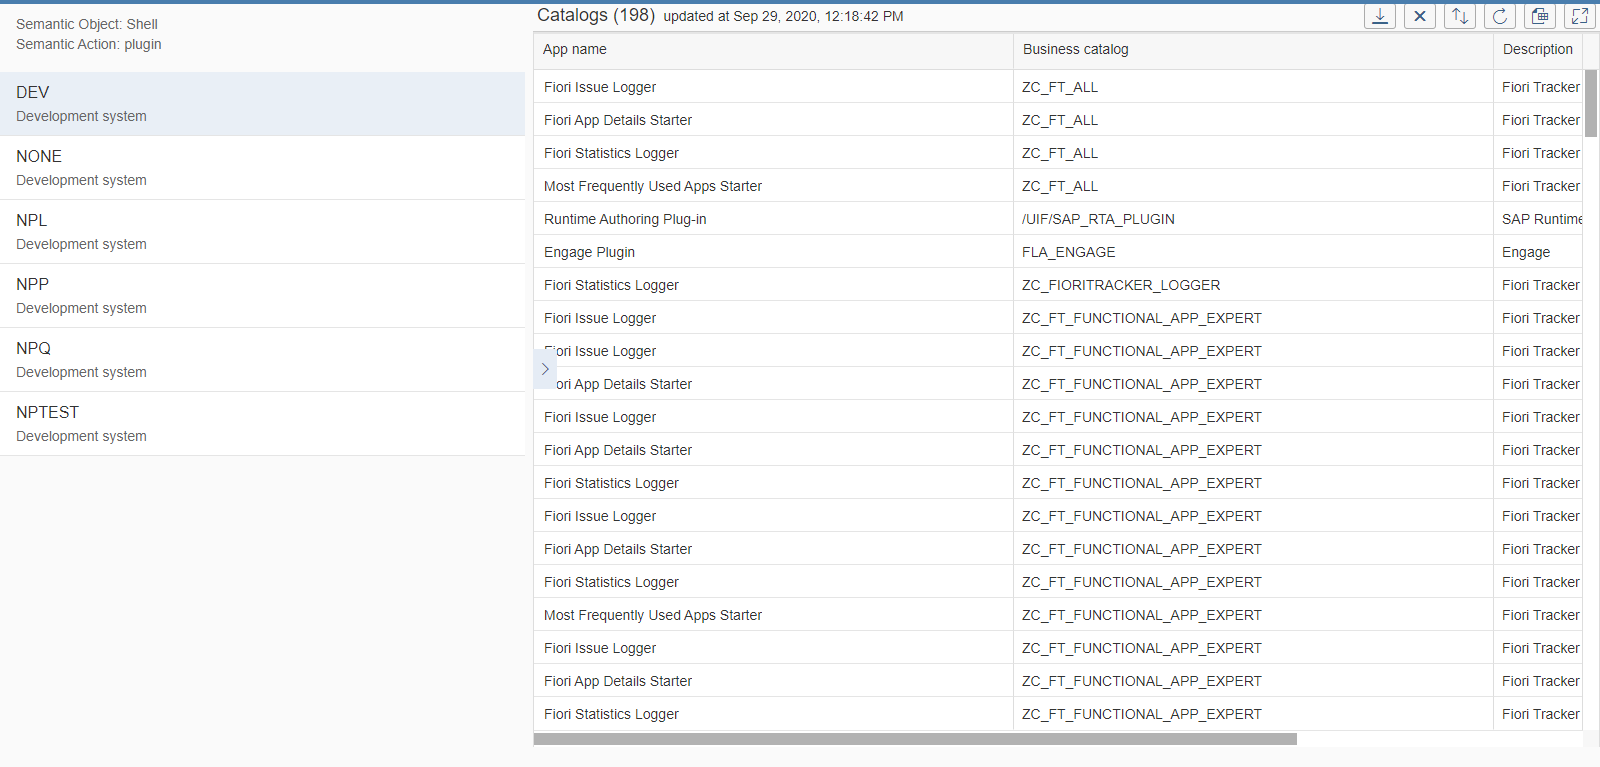 Semantic Object: Shell
Semantic Action: plugin
DEV
Development system
NONE
Development system
NPL
Development system
NPP
Development system
NPQ
Development system
NPTEST
Development system
Catalogs (198) updated at Sep 29, 2020, 12:18:42 PM
App name Business catalog Description
Fiori Issue Logger ZC_FT_ALL Fiori Tracker
Fiori App Details Starter ZC_FT_ALL Fiori Tracker
Fiori Statistics Logger ZC_FT_ALL Fiori Tracker
Most Frequently Used Apps Starter ZC_FT_ALL Fiori Tracker
Runtime Authoring Plug-in /UIF/SAP_RTA_PLUGIN SAP Runtime
Engage Plugin FLA_ENGAGE Engage
Fiori Statistics Logger ZC_FIORITRACKER_LOGGER Fiori Tracker
Fiori Issue Logger ZC_FT_FUNCTIONAL_APP_EXPERT Fiori Tracker
Fiori Issue Logger ZC_FT_FUNCTIONAL_APP_EXPERT Fiori Tracker
ori App Details Starter ZC_FT_FUNCTIONAL_APP_EXPERT Fiori Tracker
Fiori Issue Logger ZC_FT_FUNCTIONAL_APP_EXPERT Fiori Tracker
Fiori App Details Starter ZC_FT_FUNCTIONAL_APP_EXPERT Fiori Tracker
Fiori Statistics Logger ZC_FT_FUNCTIONAL_APP_EXPERT Fiori Tracker
Fiori Issue Logger ZC_FT_FUNCTIONAL_APP_EXPERT Fiori Tracker
Fiori App Details Starter ZC_FT_FUNCTIONAL_APP_EXPERT Fiori Tracker
Fiori Statistics Logger ZC_FT_FUNCTIONAL_APP_EXPERT Fiori Tracker
Most Frequently Used Apps Starter ZC_FT_FUNCTIONAL_APP_EXPERT Fiori Tracker
Fiori Issue Logger ZC_FT_FUNCTIONAL_APP_EXPERT Fiori Tracker
Fiori App Details Starter ZC_FT_FUNCTIONAL_APP_EXPERT Fiori Tracker
Fiori Statistics Logger ZC_FT_FUNCTIONAL_APP_EXPERT Fiori Tracker